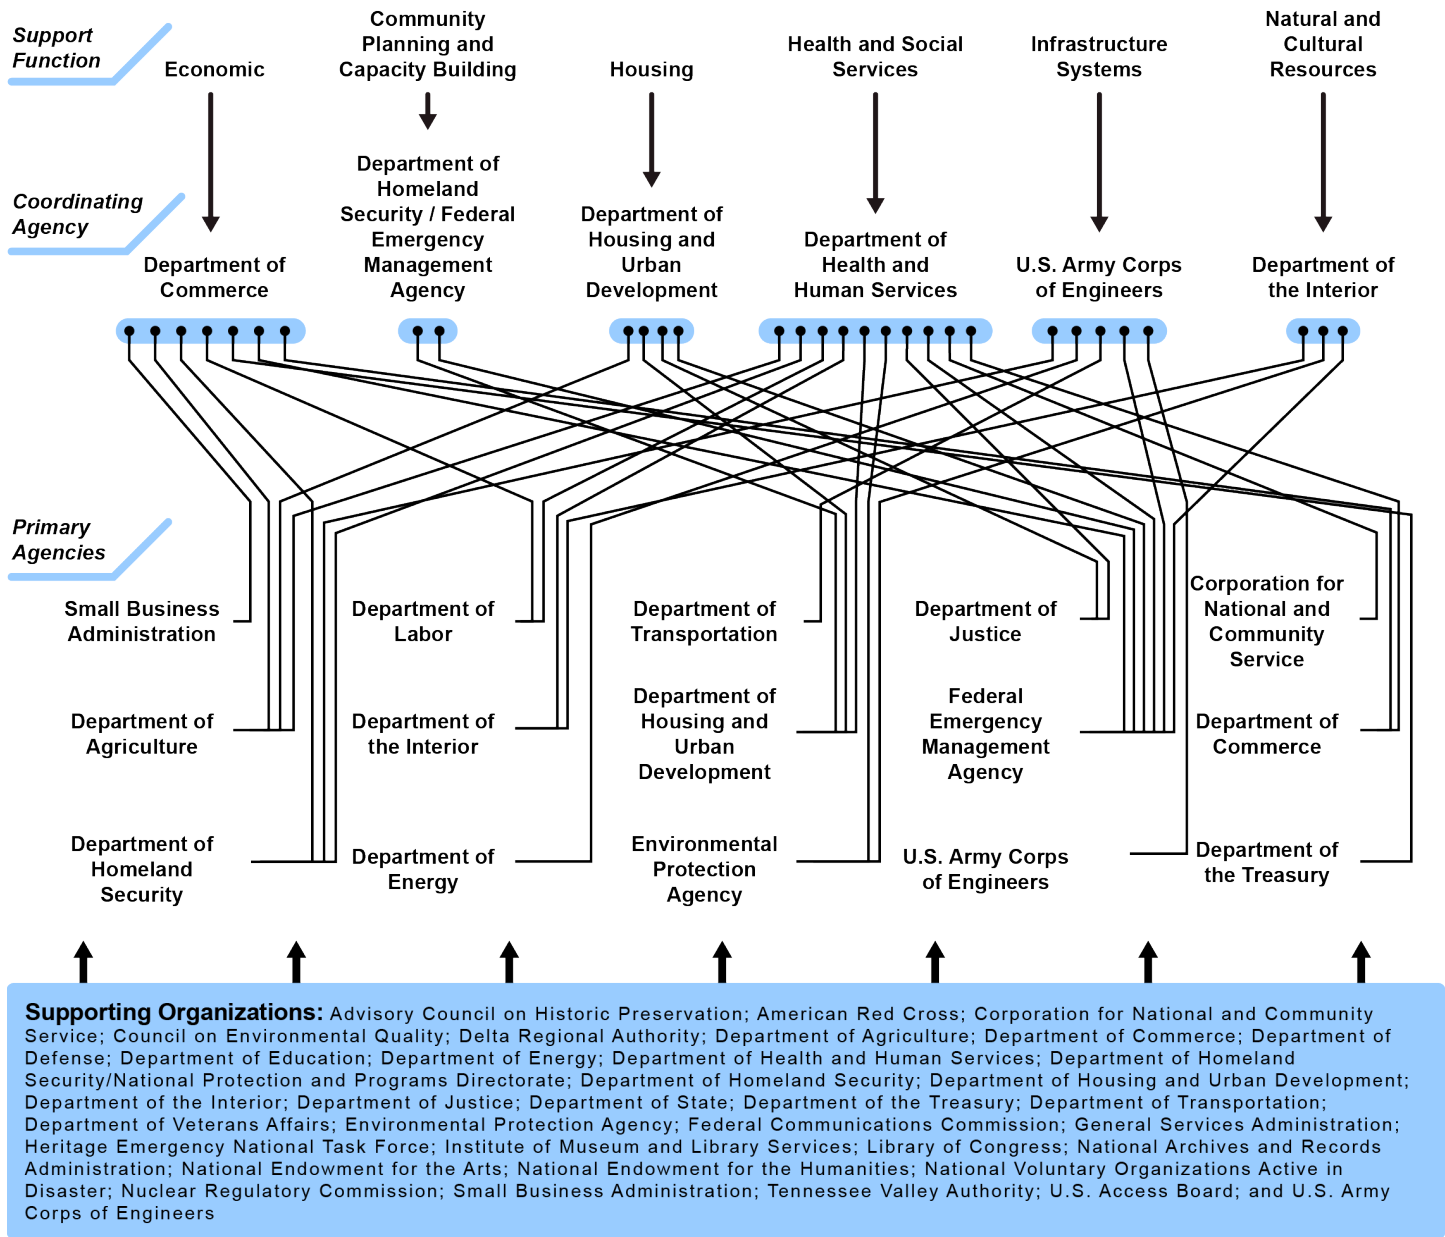 Support
Function
Economic
Community
Planning and
Capacity Building
Housing
Health and Social
Services
Infrastructure
Systems
Natural and
Cultural
Resources
Coordinating
Agency
Department of
Commerce
Department of
Homeland
Security / Federal
Emergency
Management
Agency
Department of
Housing and
Urban
Development
Department of
Health and
Human Services
U.S. Army Corps
of Engineers
Department of
the Interior
Primary
Agencies
Small Business
Administration
Department of
Labor
Department of
Transportation
Department of
Justice
Corporation for
National and
Community
Service
Department of
Agriculture
Department of
the Interior
Department of
Housing and
Urban
Development
Federal
Emergency
Management
Agency
Department of
Commerce
Department of
Homeland
Security
Department of
Energy
Environmental
Protection
Agency
U.S. Army Corps
of Engineers
Department of
the Treasury
Supporting Organizations: Advisory Council on Historic Preservation; American Red Cross; Corporation for National and Community
Service; Council on Environmental Quality; Delta Regional Authority; Department of Agriculture; Department of Commerce; Department of
Defense; Department of Education; Department of Energy; Department of Health and Human Services; Department of Homeland
Security/National Protection and Programs Directorate; Department of Homeland Security; Department of Housing and Urban Development;
Department of the Interior; Department of Justice; Department of State; Department of the Treasury; Department of Transportation;
Department of Veterans Affairs; Environmental Protection Agency; Federal Communications Commission; General Services Administration;
Heritage Emergency National Task Force; Institute of Museum and Library Services; Library of Congress; National Archives and Records
Administration; National Endowment for the Arts; National Endowment for the Humanities; National Voluntary Organizations Active in
Disaster; Nuclear Regulatory Commission; Small Business Administration; Tennessee Valley Authority; U.S. Access Board; and U.S. Army
Corps of Engineers